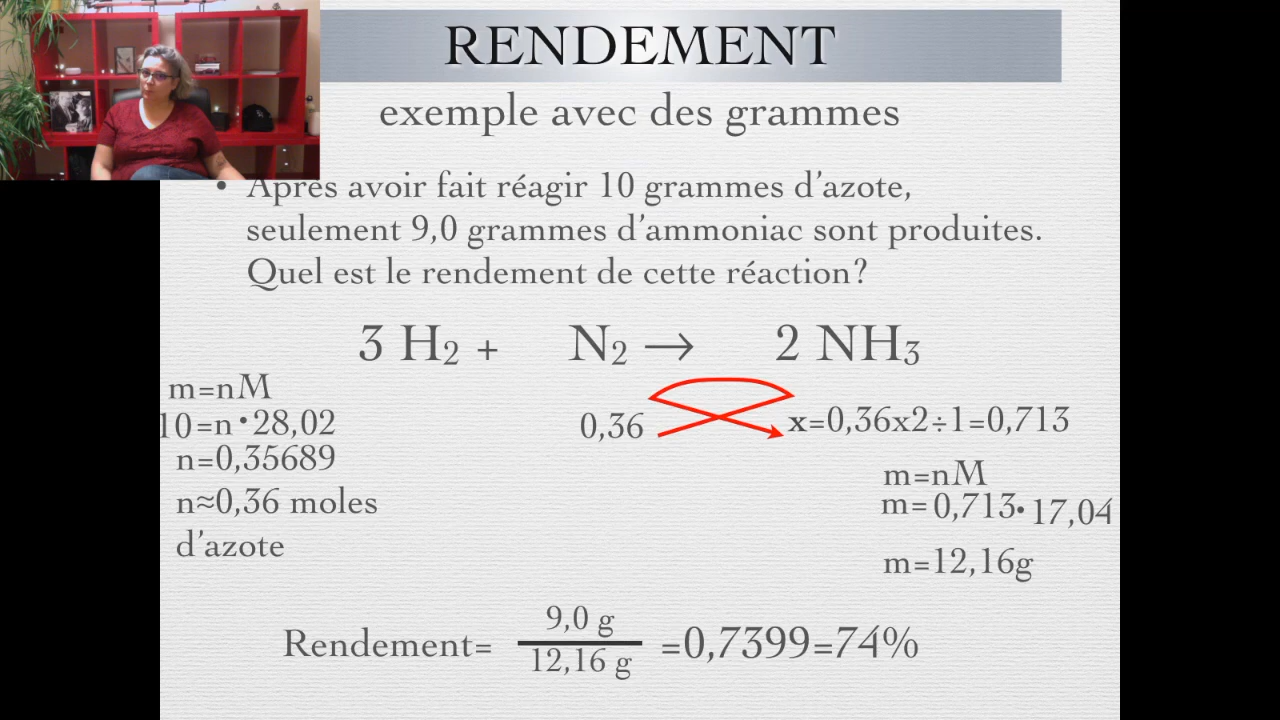 RENDEMENT
exemple avec des grammes
• Après avoir fait réagir 10 grammes d’azote,
seulement 9,0 grammes d’ammoniac sont produites.
Quel est le rendement de cette réaction?
3 H₂ + N₂ → 2 NH₃
m=nM
10=n•28,02
n=0,35689
n≈0,36 moles
d’azote
0,36
x=0,36x2÷1=0,713
m=nM
m=0,713•17,04
m=12,16g
Rendement= 9,0 g
12,16 g
=0,7399=74%